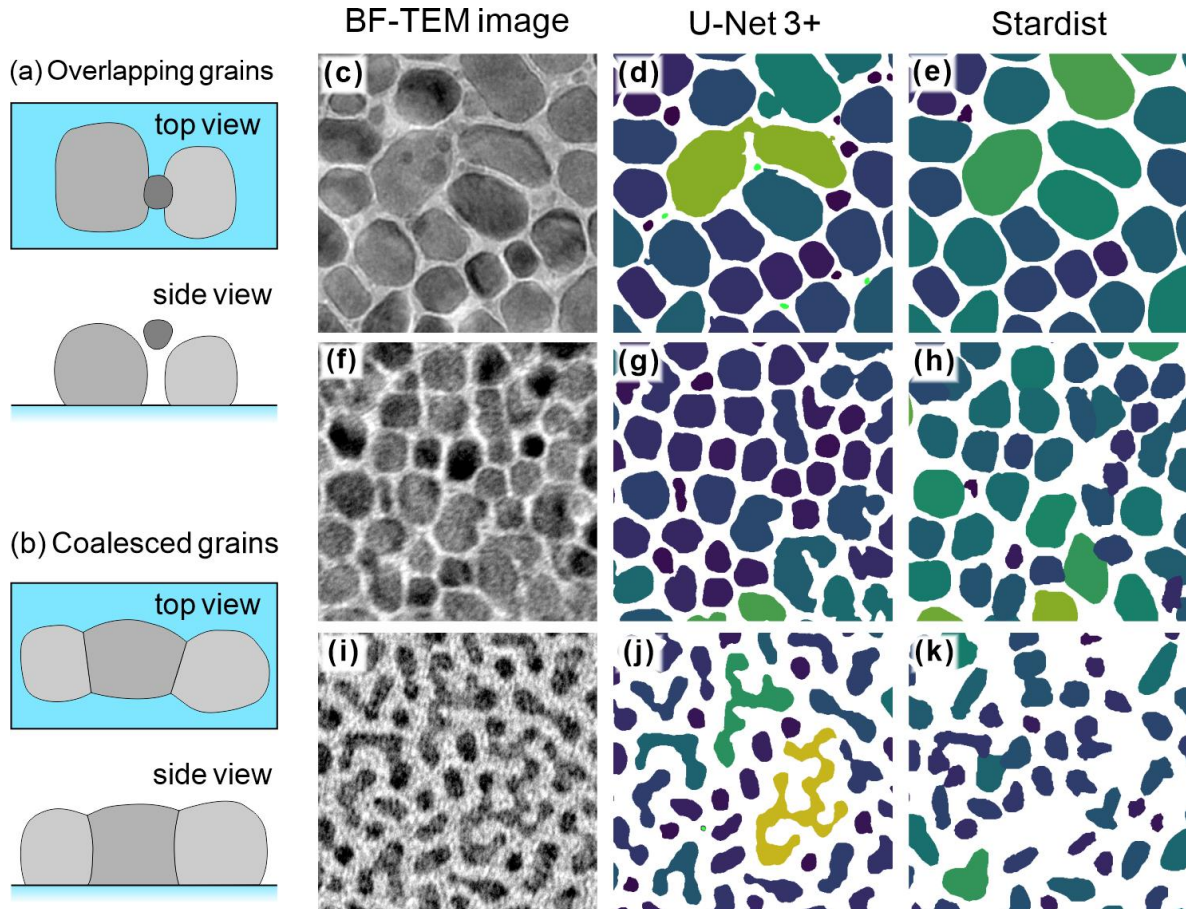 BF-TEM image
U-Net 3+
Stardist
(a) Overlapping grains
top view
side view
(b) Coalesced grains
top view
side view
(c)
(d)
(e)
(f)
(g)
(h)
(i)
(j)
(k)